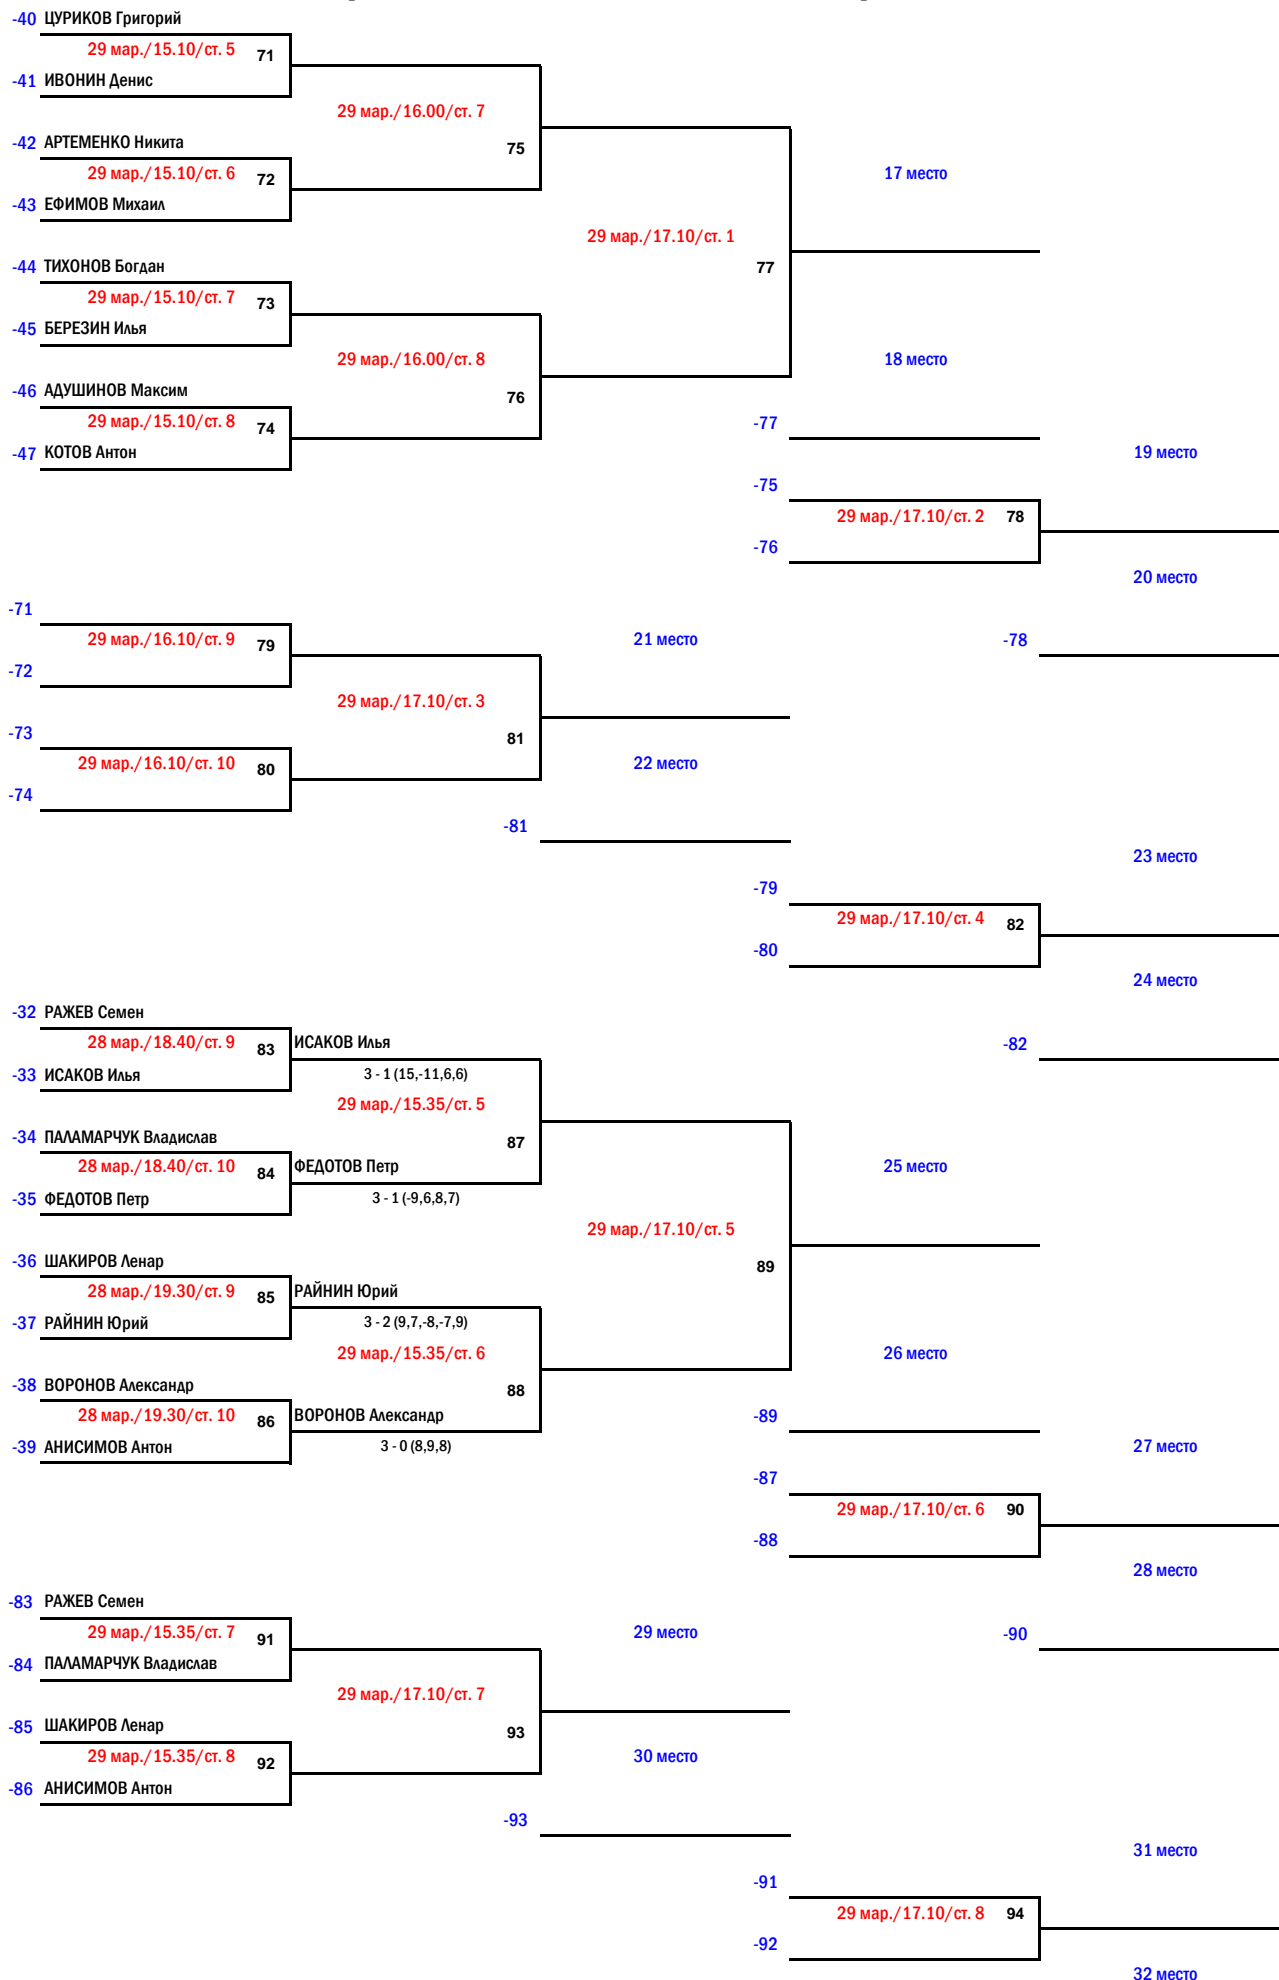 -40 ЦУРИКОВ Григорий
29 мар./15.10/ст. 5 71
-41 ИВОНИН Денис
29 мар./16.00/ст. 7
75
-42 АРТЕМЕНКО Никита
29 мар./15.10/ст. 6 72
17 место
-43 ЕФИМОВ Михаил
29 мар./17.10/ст. 1
77
-44 ТИХОНОВ Богдан
29 мар./15.10/ст. 7 73
-45 БЕРЕЗИН Илья
29 мар./16.00/ст. 8
18 место
76
-46 АДУШИНОВ Максим
29 мар./15.10/ст. 8 74
-77
-47 КОТОВ Антон
19 место
-75
29 мар./17.10/ст. 2 78
-76
20 место
-71
29 мар./16.10/ст. 9 79
21 место
-78
-72
29 мар./17.10/ст. 3
81
-73
29 мар./16.10/ст. 10 80
22 место
-74
-81
23 место
-79
29 мар./17.10/ст. 4 82
-80
24 место
-32 РАЖЕВ Семен
28 мар./18.40/ст. 9 83
ИСАКОВ Илья
-82
-33 ИСАКОВ Илья
3 - 1 (15,-11,6,6)
29 мар./15.35/ст. 5
87
-34 ПАЛАМАРЧУК Владислав
28 мар./18.40/ст. 10 84
ФЕДОТОВ Петр
25 место
-35 ФЕДОТОВ Петр
3 - 1 (-9,6,8,7)
29 мар./17.10/ст. 5
89
-36 ШАКИРОВ Ленар
28 мар./19.30/ст. 9 85
РАЙНИН Юрий
-37 РАЙНИН Юрий
3 - 2 (9,7,-8,-7,9)
29 мар./15.35/ст. 6
26 место
88
-38 ВОРОНОВ Александр
28 мар./19.30/ст. 10 86
ВОРОНОВ Александр
-89
-39 АНИСИМОВ Антон
3 - 0 (8,9,8)
27 место
-87
29 мар./17.10/ст. 6 90
-88
28 место
-83 РАЖЕВ Семен
29 мар./15.35/ст. 7 91
29 место
-90
-84 ПАЛАМАРЧУК Владислав
29 мар./17.10/ст. 7
93
-85 ШАКИРОВ Ленар
29 мар./15.35/ст. 8 92
30 место
-86 АНИСИМОВ Антон
-93
31 место
-91
29 мар./17.10/ст. 8 94
-92
32 место